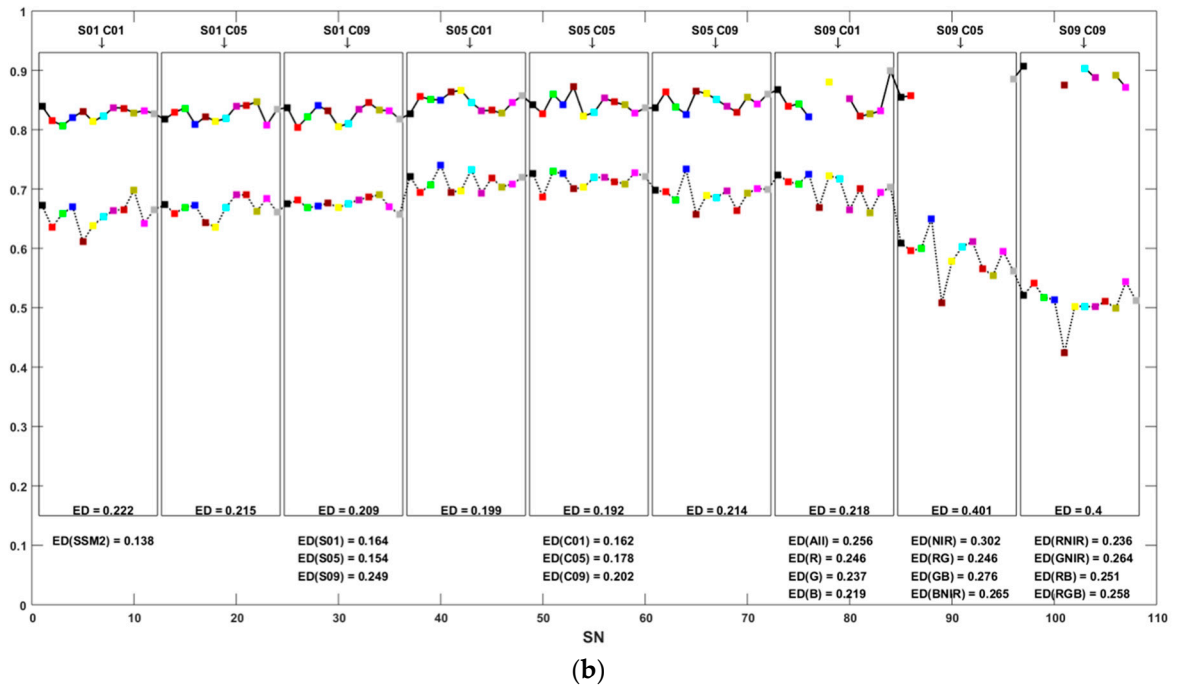 1
S01 C01 S01 C05 S01 C09 S05 C01 S05 C05 S05 C09 S09 C01 S09 C05 S09 C09
↓ ↓ ↓ ↓ ↓ ↓ ↓ ↓ ↓
0.9
0.8
0.7
0.6
0.5
0.4
0.3
0.2
ED = 0.222 ED = 0.215 ED = 0.209 ED = 0.199 ED = 0.192 ED = 0.214 ED = 0.218 ED = 0.401 ED = 0.4
ED(SSM2) = 0.138 ED(S01) = 0.164 ED(C01) = 0.162 ED(All) = 0.256 ED(NIR) = 0.302 ED(RNIR) = 0.236
0.1 ED(S05) = 0.154 ED(C05) = 0.178 ED(R) = 0.246 ED(RG) = 0.246 ED(GNIR) = 0.264
ED(S09) = 0.249 ED(C09) = 0.202 ED(G) = 0.237 ED(GB) = 0.276 ED(RB) = 0.251
ED(B) = 0.219 ED(BNIR) = 0.265 ED(RGB) = 0.258
0
0 10 20 30 40 50 60 70 80 90 100 110
SN
(b)